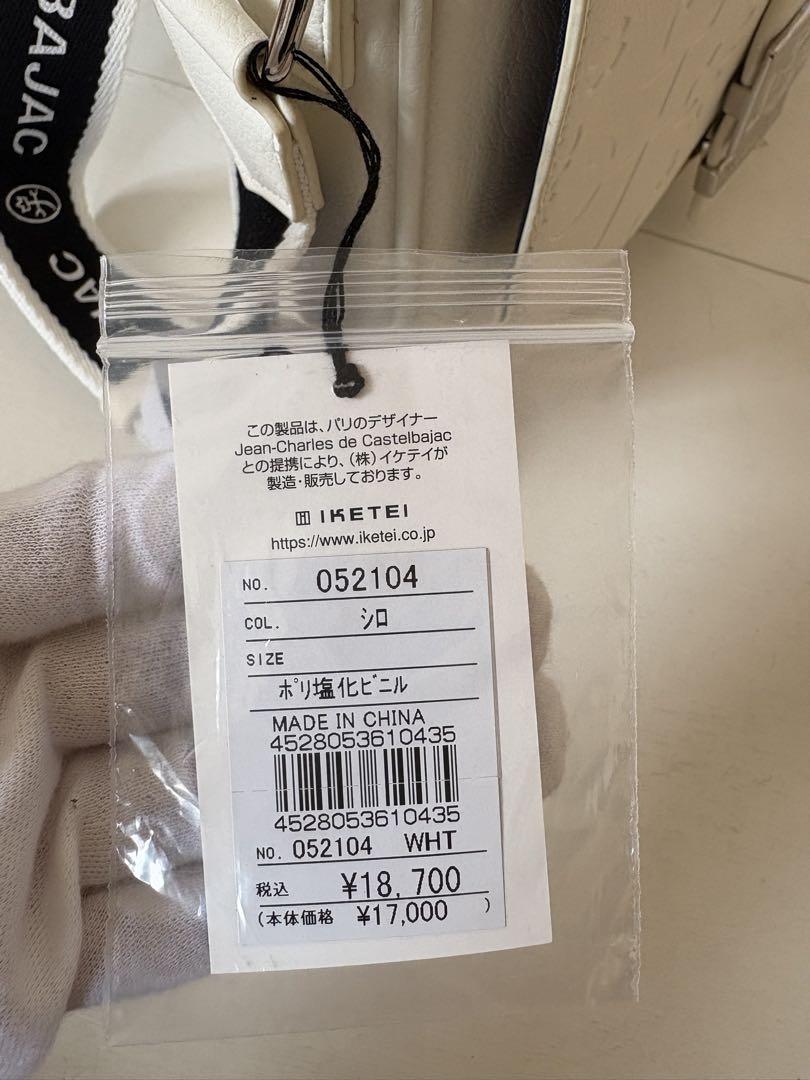 BAJAC
AC
この製品は、パリのデザイナー
Jean-Charles de Castelbajac
との提携により、(株)イケテイが
製造・販売しております。
IKETEI
https://www.iketei.co.jp
NO. 052104
COL. シロ
SIZE
ポリ塩化ビニル
MADE IN CHINA
4528053610435
4528053610435
NO. 052104 WHT
税込 ¥18,700
(本体価格 ¥17,000 )